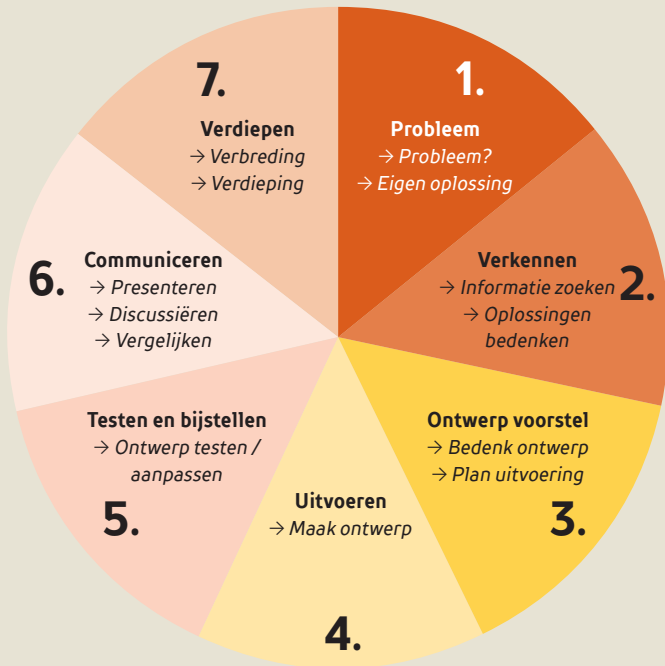 1.
Probleem
→ Probleem?
→ Eigen oplossing
2.
Verkennen
→ Informatie zoeken
→ Oplossingen
bedenken
3.
Ontwerp voorstel
→ Bedenk ontwerp
→ Plan uitvoering
4.
Uitvoeren
→ Maak ontwerp
5.
Testen en bijstellen
→ Ontwerp testen /
aanpassen
6.
Communiceren
→ Presenteren
→ Discussiëren
→ Vergelijken
7.
Verdiepen
→ Verbreding
→ Verdieping